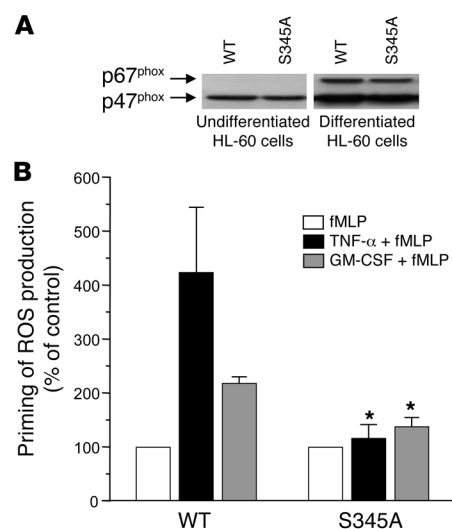 A
WT
S345A
WT
S345A
p67phox
p47phox
Undifferentiated
HL-60 cells
Differentiated
HL-60 cells
B
Priming of ROS production
(% of control)
600
500
400
300
200
100
0
fMLP
TNF-α + fMLP
GM-CSF + fMLP
*
*
WT
S345A